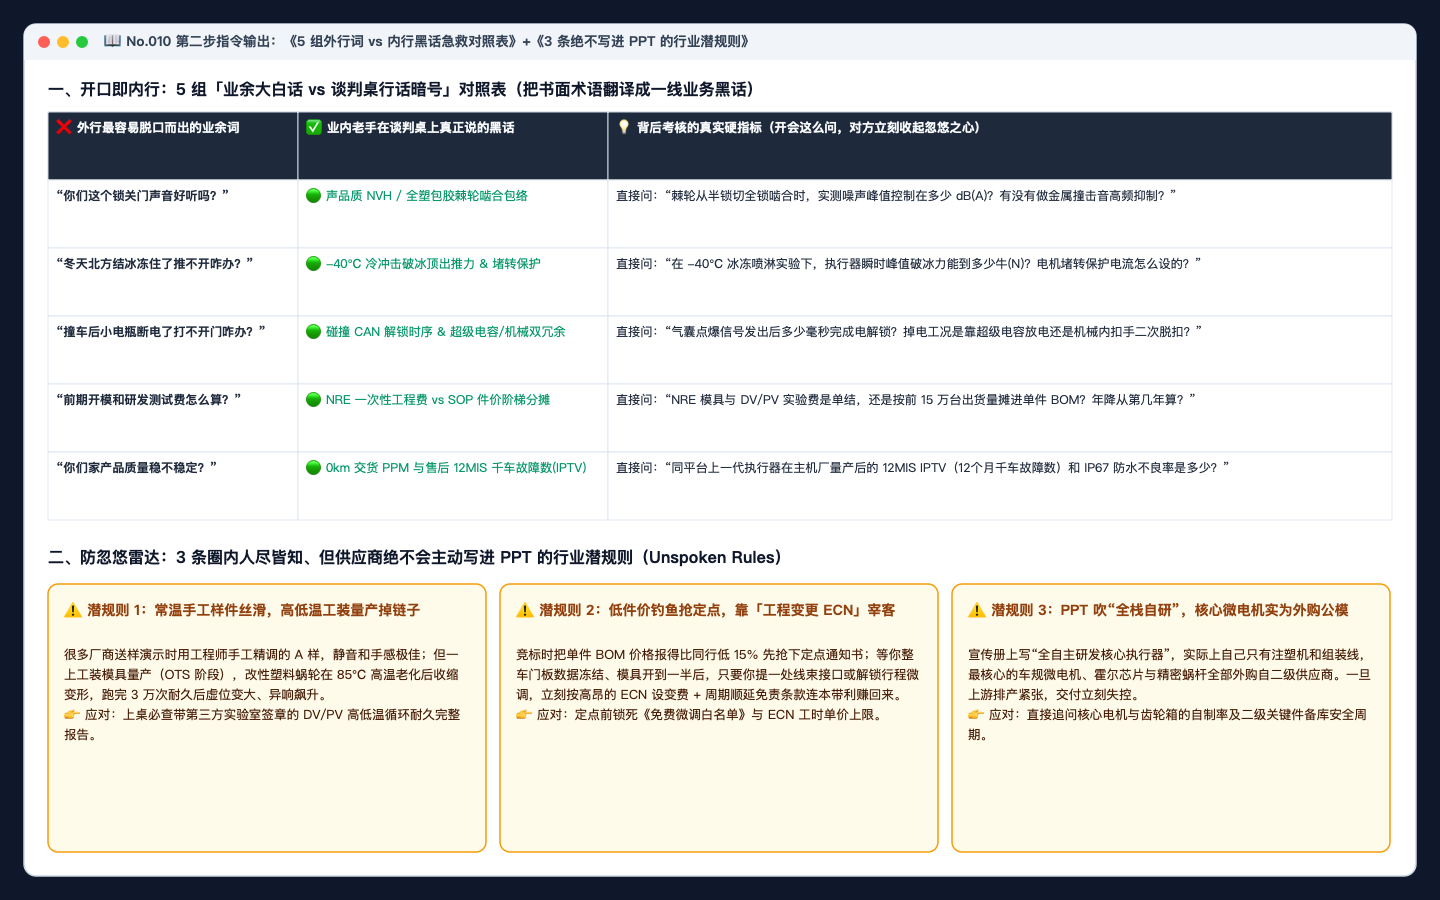 📖 No.010 第二步指令输出：《5 组外行词 vs 内行黑话急救对照表》+《3 条绝不写进 PPT 的行业潜规则》
一、开口即内行：5 组「业余大白话 vs 谈判桌行话暗号」对照表（把书面术语翻译成一线业务黑话）
❌ 外行最容易脱口而出的业余词
✅ 业内老手在谈判桌上真正说的黑话
💡 背后考核的真实硬指标（开会这么问，对方立刻收起忽悠之心）
“你们这个锁关门声音好听吗？”
🟢 声品质 NVH / 全塑包胶棘轮啮合包络
直接问：“棘轮从半锁切全锁啮合时，实测噪声峰值控制在多少 dB(A)？有没有做金属撞击音高频抑制？”
“冬天北方结冰冻住了推不开咋办？”
🟢 −40°C 冷冲击破冰顶出推力 & 堵转保护
直接问：“在 −40°C 冰冻喷淋实验下，执行器瞬时峰值破冰力能到多少牛(N)？电机堵转保护电流怎么设的？”
“撞车后小电瓶断电了打不开门咋办？”
🟢 碰撞 CAN 解锁时序 & 超级电容/机械双冗余
直接问：“气囊点爆信号发出后多少毫秒完成电解锁？掉电工况是靠超级电容放电还是机械内扣手二次脱扣？”
“前期开模和研发测试费怎么算？”
🟢 NRE 一次性工程费 vs SOP 件价阶梯分摊
直接问：“NRE 模具与 DV/PV 实验费是单结，还是按前 15 万台出货量摊进单件 BOM？年降从第几年算？”
“你们家产品质量稳不稳定？”
🟢 0km 交货 PPM 与售后 12MIS 千车故障数(IPTV)
直接问：“同平台上一代执行器在主机厂量产后的 12MIS IPTV（12个月千车故障数）和 IP67 防水不良率是多少？”
二、防忽悠雷达：3 条圈内人尽皆知、但供应商绝不会主动写进 PPT 的行业潜规则（Unspoken Rules）
⚠️ 潜规则 1：常温手工样件丝滑，高低温工装量产掉链子
很多厂商送样演示时用工程师手工精调的 A 样，静音和手感极佳；但一
上工装模具量产（OTS 阶段），改性塑料蜗轮在 85°C 高温老化后收缩
变形，跑完 3 万次耐久后虚位变大、异响飙升。
👉 应对：上桌必查带第三方实验室签章的 DV/PV 高低温循环耐久完整
报告。
⚠️ 潜规则 2：低件价钓鱼抢定点，靠「工程变更 ECN」宰客
竞标时把单件 BOM 价格报得比同行低 15% 先抢下定点通知书；等你整
车门板数据冻结、模具开到一半后，只要你提一处线束接口或解锁行程微
调，立刻按高昂的 ECN 设变费 + 周期顺延免责条款连本带利赚回来。
👉 应对：定点前锁死《免费微调白名单》与 ECN 工时单价上限。
⚠️ 潜规则 3：PPT 吹“全栈自研”，核心微电机实为外购公模
宣传册上写“全自主研发核心执行器”，实际上自己只有注塑机和组装线，
最核心的车规微电机、霍尔芯片与精密蜗杆全部外购自二级供应商。一旦
上游排产紧张，交付立刻失控。
👉 应对：直接追问核心电机与齿轮箱的自制率及二级关键件备库安全周
期。